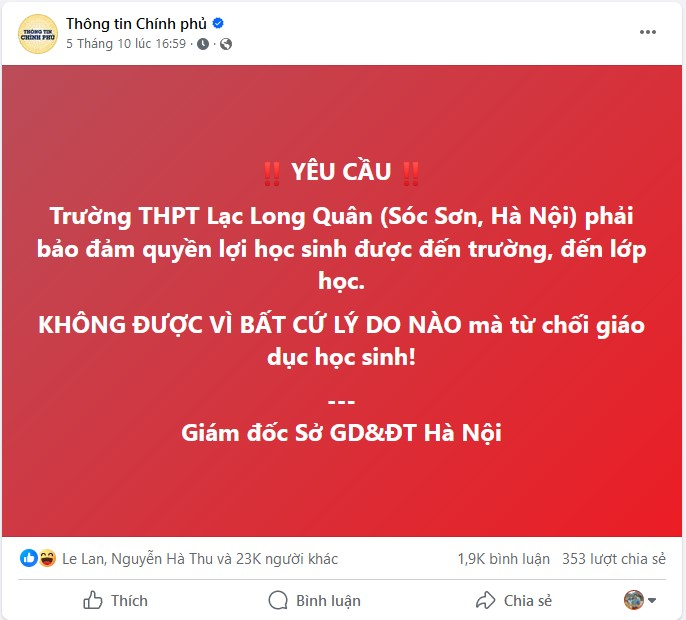 THÔNG TIN
CHÍNH PHỦ
Thông tin Chính phủ
5 Tháng 10 lúc 16:59 ·
‼ YÊU CẦU ‼
Trường THPT Lạc Long Quân (Sóc Sơn, Hà Nội) phải
bảo đảm quyền lợi học sinh được đến trường, đến lớp
học.
KHÔNG ĐƯỢC VÌ BẤT CỨ LÝ DO NÀO mà từ chối giáo
dục học sinh!
---
Giám đốc Sở GD&ĐT Hà Nội
Le Lan, Nguyễn Hà Thu và 23K người khác 1,9K bình luận 353 lượt chia sẻ
Thích Bình luận Chia sẻ